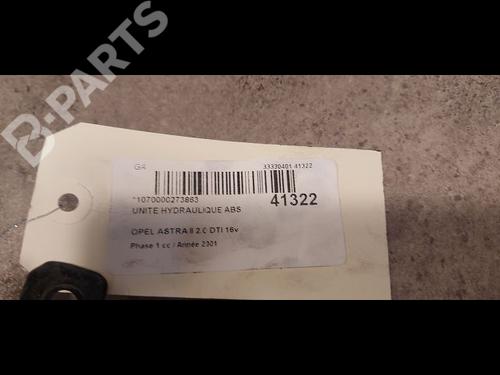 B-PARTS
GA 33330401 41322
*1070000273863 41322
UNITE HYDRAULIQUE ABS
OPEL ASTRA II 2.0 DTI 16v
Phase 1 cc / Année 2001